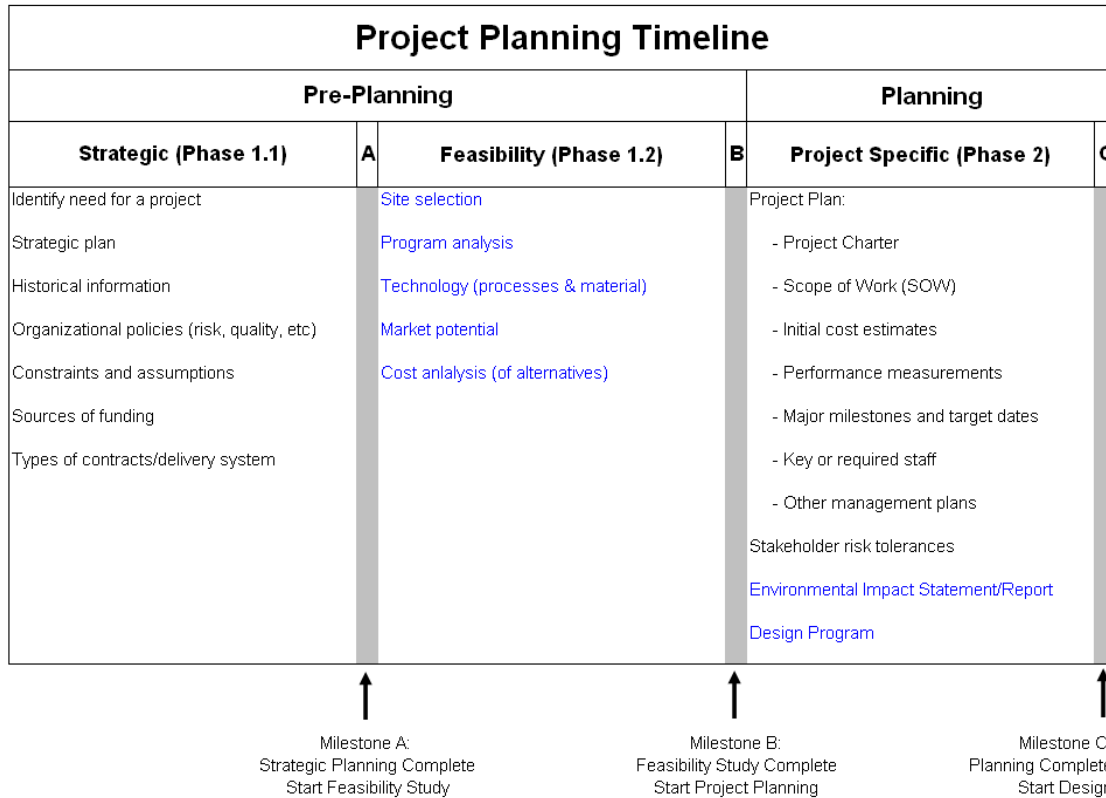 Project Planning Timeline
Pre-Planning
Planning
Strategic (Phase 1.1)
A
Feasibility (Phase 1.2)
B
Project Specific (Phase 2)
C
Identify need for a project
Strategic plan
Historical information
Organizational policies (risk, quality, etc)
Constraints and assumptions
Sources of funding
Types of contracts/delivery system
Site selection
Program analysis
Technology (processes & material)
Market potential
Cost anlalysis (of alternatives)
Project Plan:
- Project Charter
- Scope of Work (SOW)
- Initial cost estimates
- Performance measurements
- Major milestones and target dates
- Key or required staff
- Other management plans
Stakeholder risk tolerances
Environmental Impact Statement/Report
Design Program
Milestone A:
Strategic Planning Complete
Start Feasibility Study
Milestone B:
Feasibility Study Complete
Start Project Planning
Milestone C
Planning Complete
Start Design